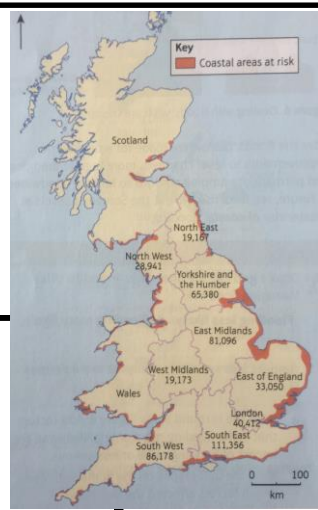 Key
Coastal areas at risk
Scotland
North East
19,167
North West
28,941
Yorkshire and
the Humber
65,380
East Midlands
81,096
West Midlands
19,173
East of England
33,050
Wales
London
40,412
South East
111,356
South West
86,178
0 100
km